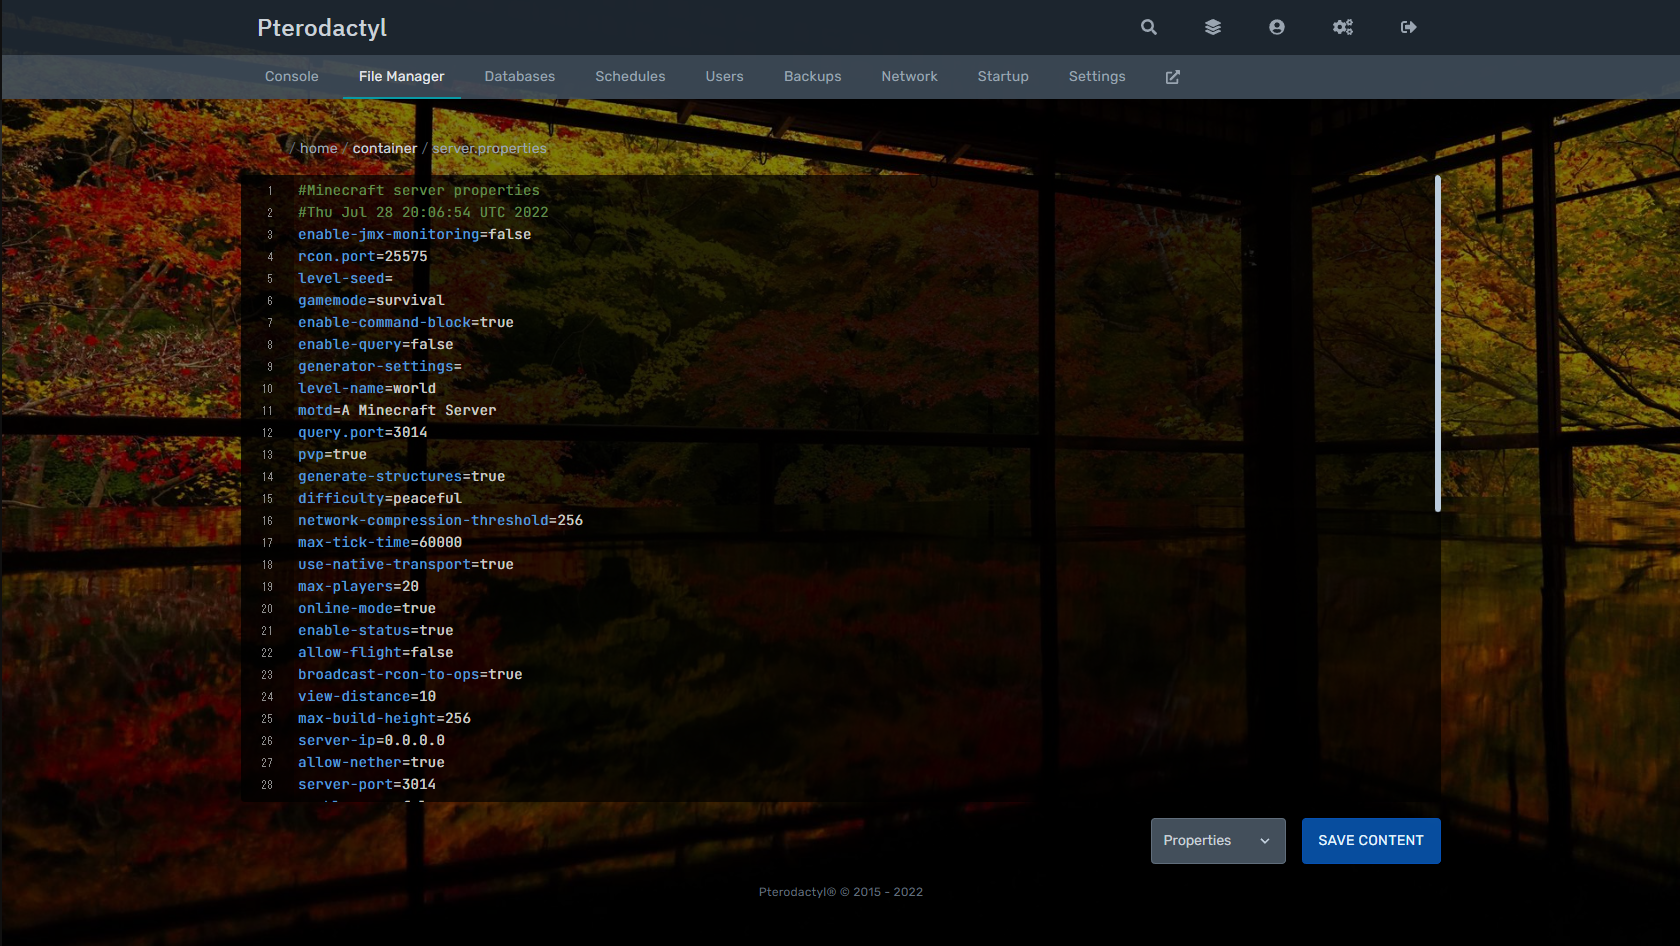 Pterodactyl
Console File Manager Databases Schedules Users Backups Network Startup Settings
/ home / container / server.properties
1 #Minecraft server properties
2 #Thu Jul 28 20:06:54 UTC 2022
3 enable-jmx-monitoring=false
4 rcon.port=25575
5 level-seed=
6 gamemode=survival
7 enable-command-block=true
8 enable-query=false
9 generator-settings=
10 level-name=world
11 motd=A Minecraft Server
12 query.port=3014
13 pvp=true
14 generate-structures=true
15 difficulty=peaceful
16 network-compression-threshold=256
17 max-tick-time=60000
18 use-native-transport=true
19 max-players=20
20 online-mode=true
21 enable-status=true
22 allow-flight=false
23 broadcast-rcon-to-ops=true
24 view-distance=10
25 max-build-height=256
26 server-ip=0.0.0.0
27 allow-nether=true
28 server-port=3014
Properties SAVE CONTENT
Pterodactyl® © 2015 - 2022